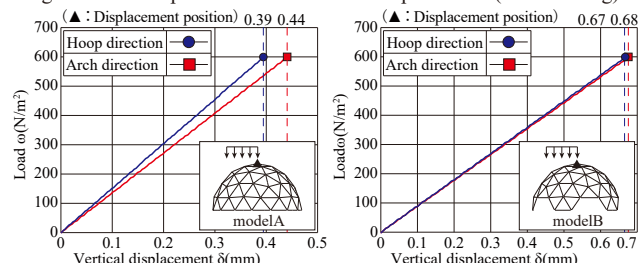 (▲ : Displacement position) 0.39 0.44
Hoop direction
Arch direction
700
600
500
400
300
200
100
0
Load ω(N/m²)
modelA
0 0.1 0.2 0.3 0.4 0.5
Vertical displacement δ(mm)
(▲ : Displacement position) 0.67 0.68
Hoop direction
Arch direction
700
600
500
400
300
200
100
0
Loadω(N/m²)
modelB
0 0.1 0.2 0.3 0.4 0.5 0.6 0.7
Vertical displacement δ(mm)